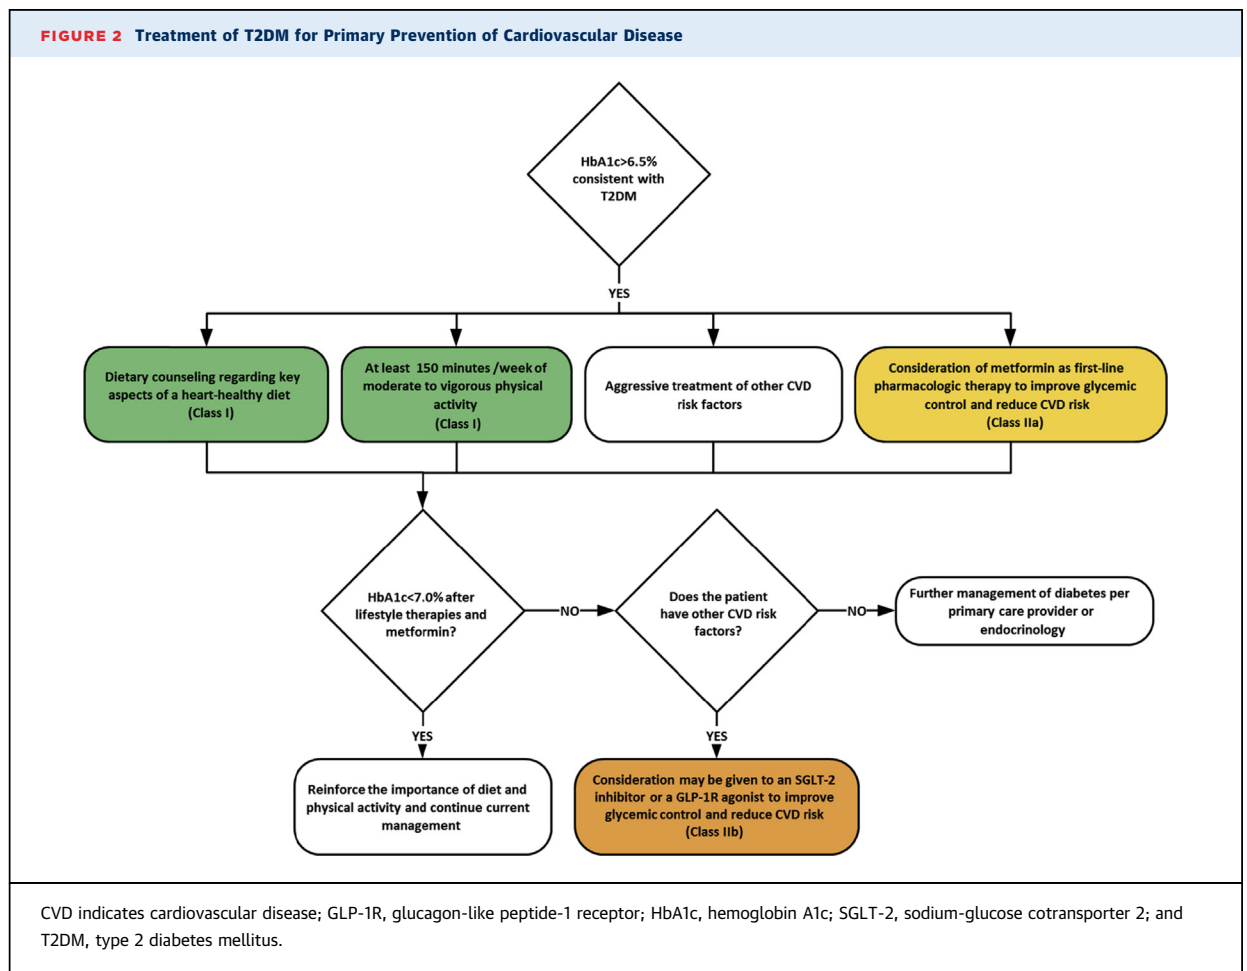 FIGURE 2 Treatment of T2DM for Primary Prevention of Cardiovascular Disease
HbA1c>6.5%
consistent with
T2DM
YES
Dietary counseling regarding key
aspects of a heart-healthy diet
(Class I)
At least 150 minutes /week of
moderate to vigorous physical
activity
(Class I)
Aggressive treatment of other CVD
risk factors
Consideration of metformin as first-line
pharmacologic therapy to improve glycemic
control and reduce CVD risk
(Class IIa)
HbA1c<7.0% after
lifestyle therapies and
metformin?
NO
Does the patient
have other CVD risk
factors?
NO
Further management of diabetes per
primary care provider or
endocrinology
YES
YES
Reinforce the importance of diet and
physical activity and continue current
management
Consideration may be given to an SGLT-2
inhibitor or a GLP-1R agonist to improve
glycemic control and reduce CVD risk
(Class IIb)
CVD indicates cardiovascular disease; GLP-1R, glucagon-like peptide-1 receptor; HbA1c, hemoglobin A1c; SGLT-2, sodium-glucose cotransporter 2; and
T2DM, type 2 diabetes mellitus.